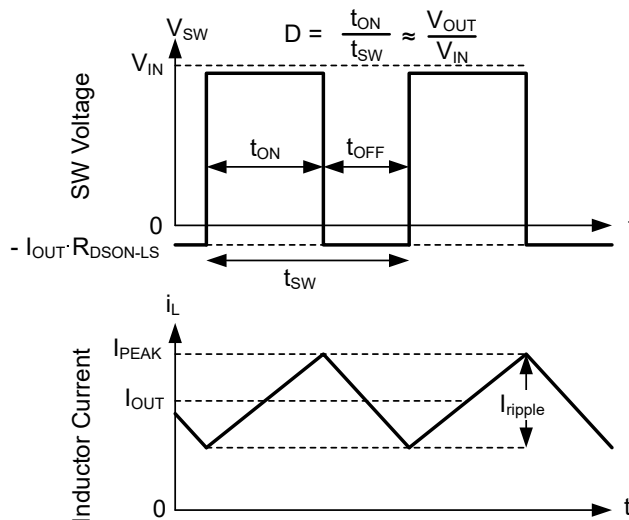 V_SW
D = t_ON / t_SW ≈ V_OUT / V_IN
V_IN
SW Voltage
t_ON
t_OFF
0
- I_OUT·R_DSON-LS
t_SW
i_L
I_PEAK
Inductor Current
I_OUT
I_ripple
0
t